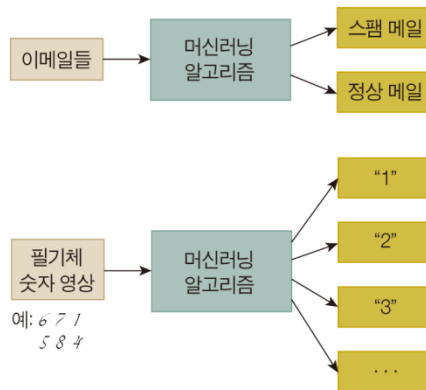 이메일들
머신러닝
알고리즘
스팸 메일
정상 메일
필기체
숫자 영상
예: 6 7 1
5 8 4
머신러닝
알고리즘
“1”
“2”
“3”
···